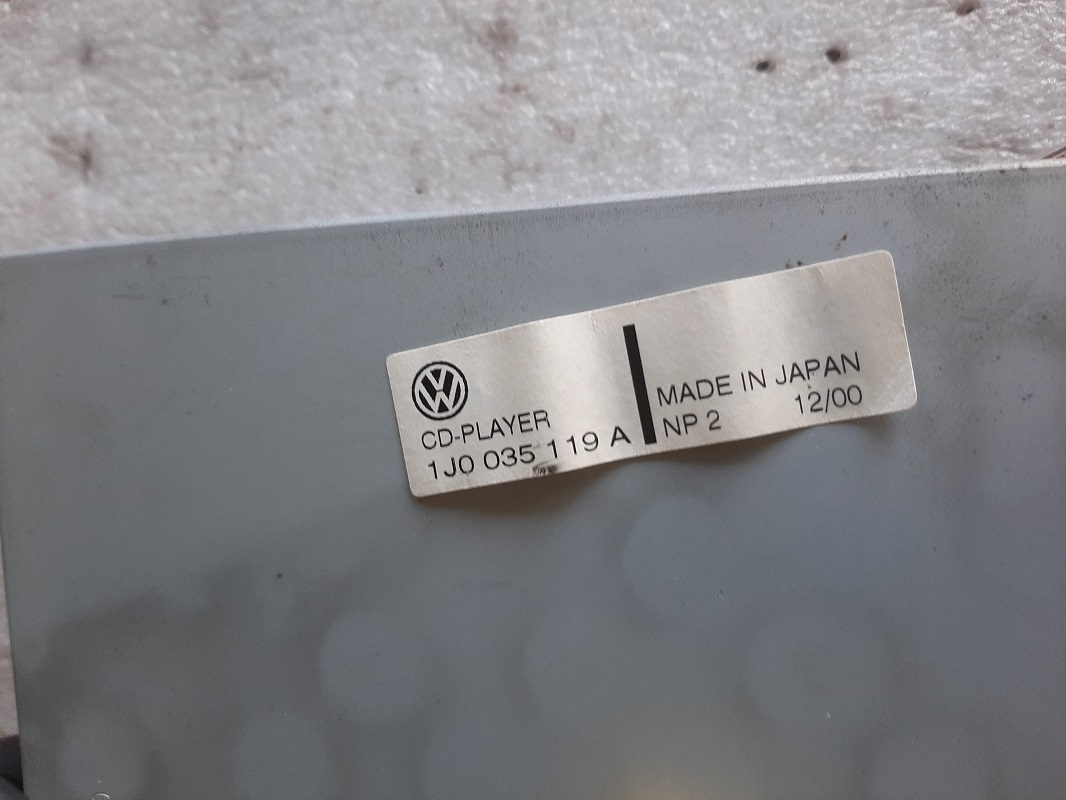 CD-PLAYER
1J0 035 119 A
MADE IN JAPAN
NP 2 12/00